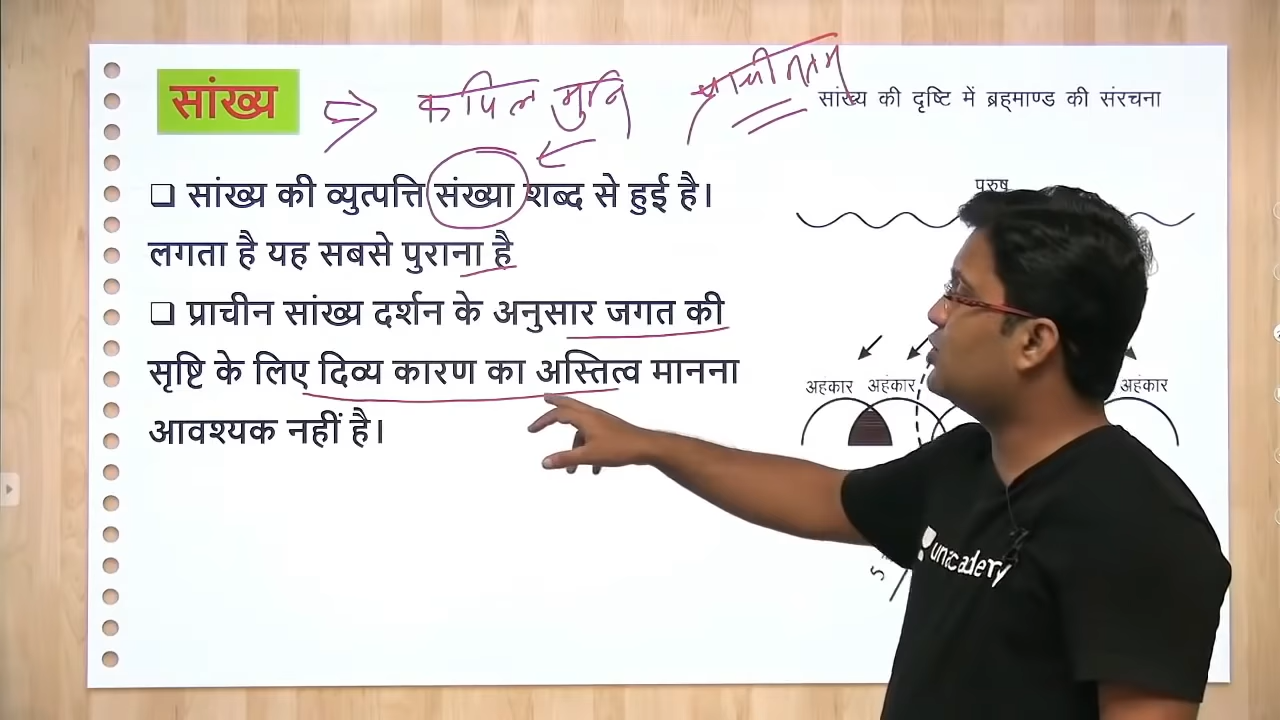 सांख्य
कपिल मुनि
प्राचीनतम
सांख्य की दृष्टि में ब्रह्माण्ड की संरचना
❑ सांख्य की व्युत्पत्ति संख्या शब्द से हुई है।
लगता है यह सबसे पुराना है
❑ प्राचीन सांख्य दर्शन के अनुसार जगत की
सृष्टि के लिए दिव्य कारण का अस्तित्व मानना
आवश्यक नहीं है।
पुरुष
अहंकार अहंकार अहंकार
unacademy